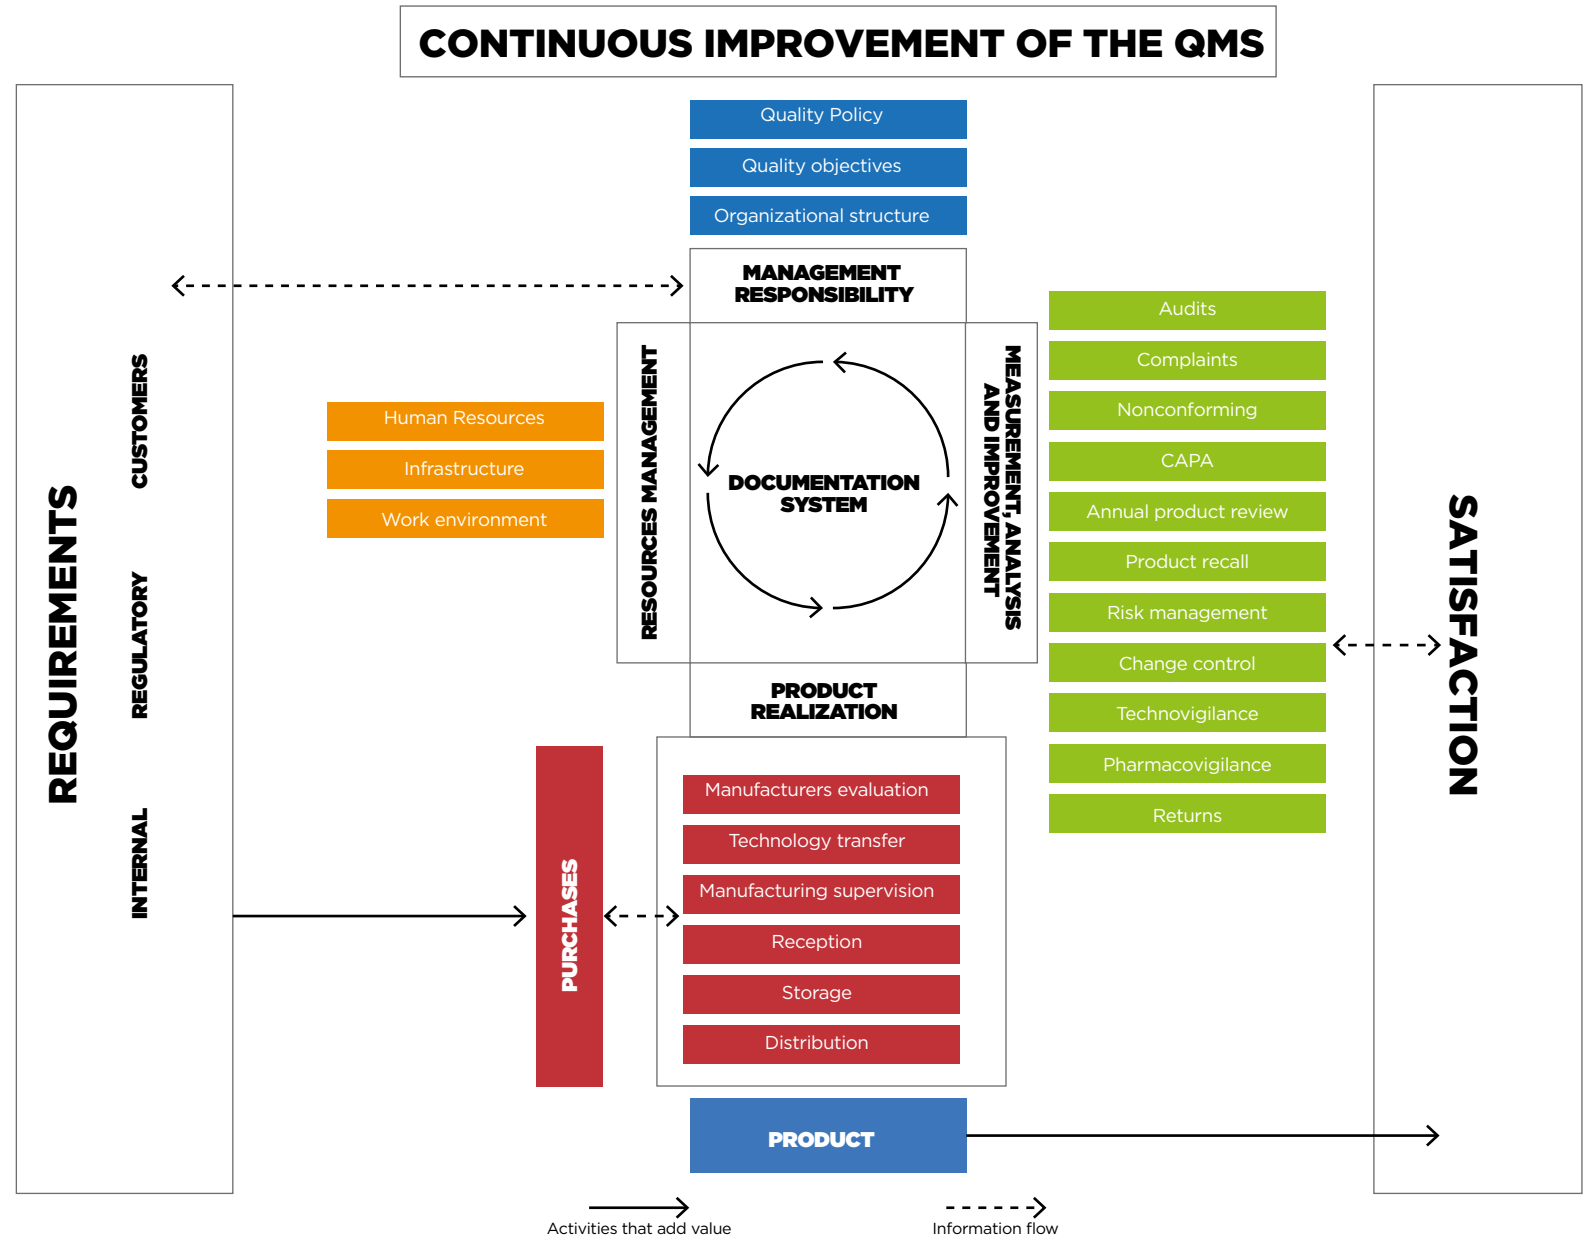 CONTINUOUS IMPROVEMENT OF THE QMS
REQUIREMENTS
CUSTOMERS
REGULATORY
INTERNAL
Quality Policy
Quality objectives
Organizational structure
MANAGEMENT
RESPONSIBILITY
Human Resources
Infrastructure
Work environment
RESOURCES MANAGEMENT
DOCUMENTATION
SYSTEM
MEASUREMENT, ANALYSIS
AND IMPROVEMENT
Audits
Complaints
Nonconforming
CAPA
Annual product review
Product recall
Risk management
Change control
Technovigilance
Pharmacovigilance
Returns
SATISFACTION
PRODUCT
REALIZATION
PURCHASES
Manufacturers evaluation
Technology transfer
Manufacturing supervision
Reception
Storage
Distribution
PRODUCT
Activities that add value
Information flow